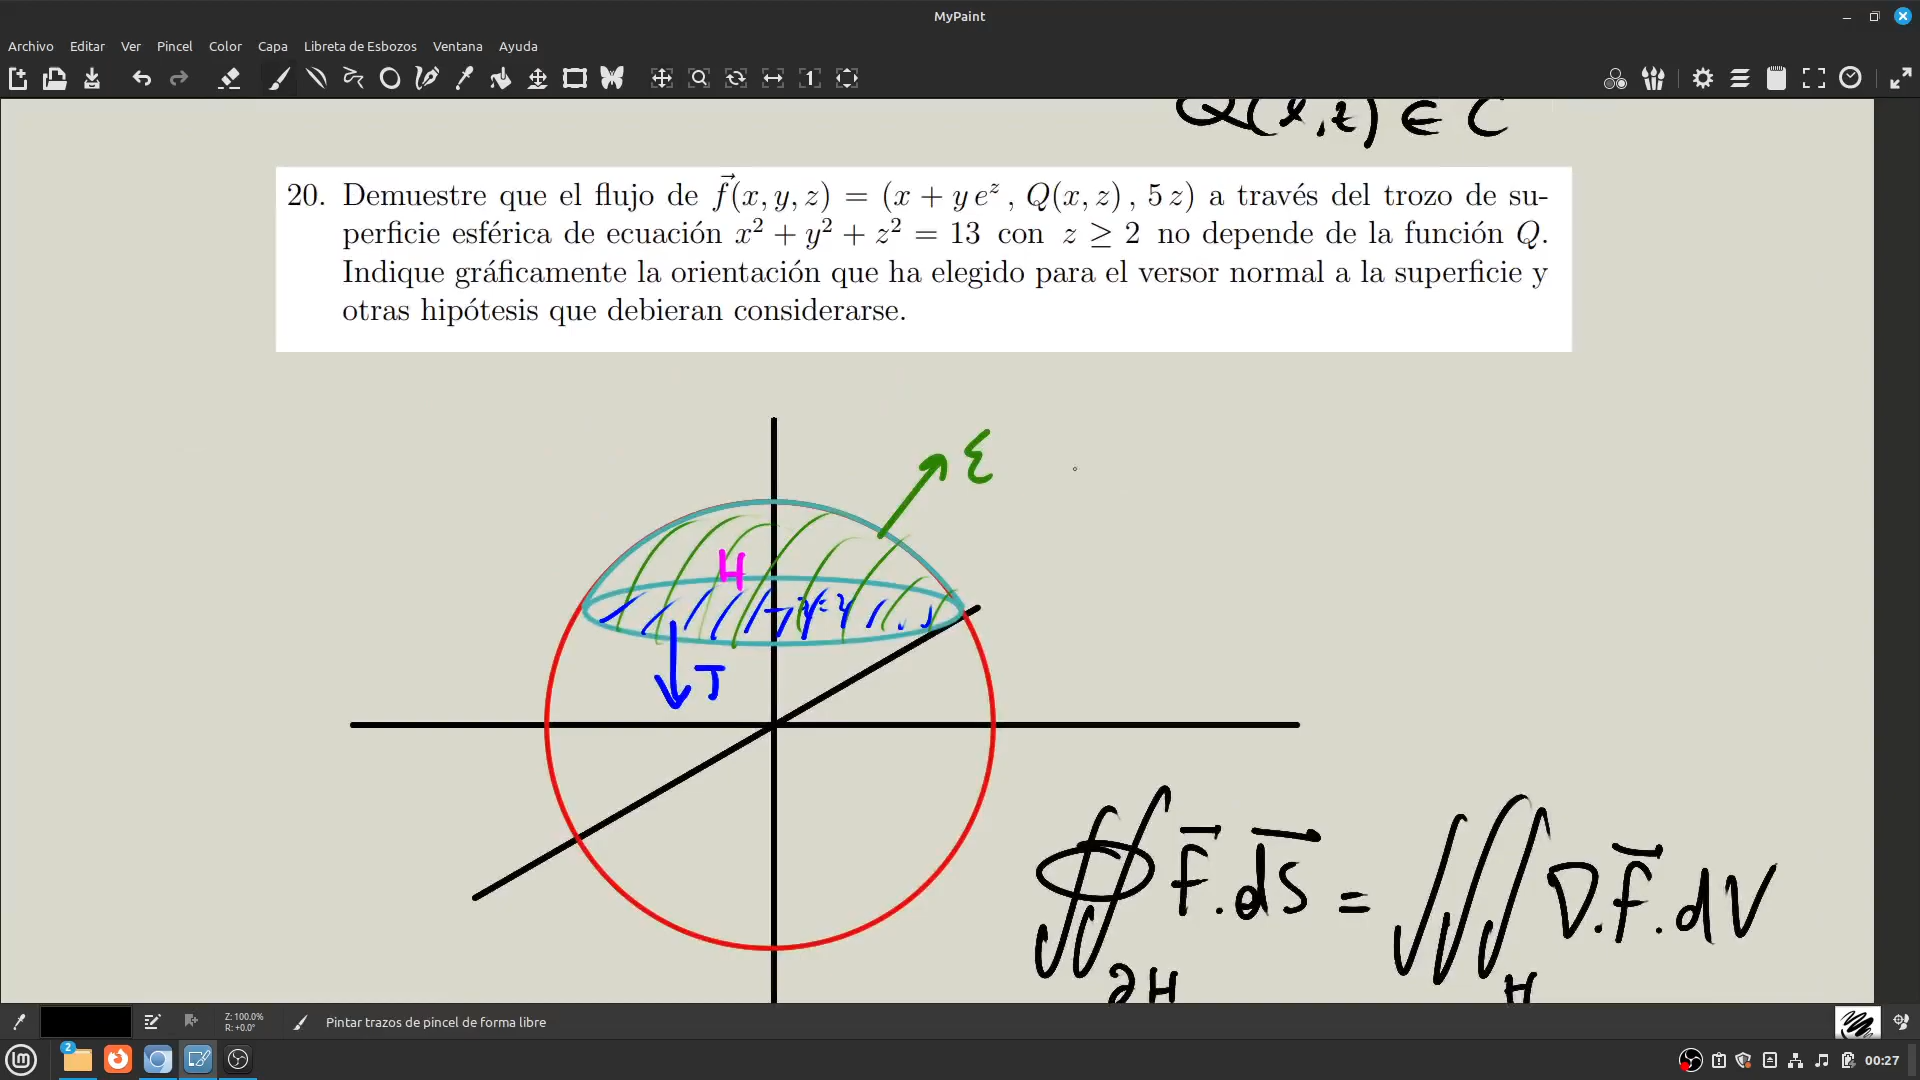 MyPaint
Archivo Editar Ver Pincel Color Capa Libreta de Esbozos Ventana Ayuda
Q(x,z) ∈ C
20. Demuestre que el flujo de f⃗(x, y, z) = (x + y e^z , Q(x, z) , 5 z) a través del trozo de su-
perficie esférica de ecuación x² + y² + z² = 13 con z ≥ 2 no depende de la función Q.
Indique gráficamente la orientación que ha elegido para el versor normal a la superficie y
otras hipótesis que debieran considerarse.
Σ
H
T
∯ F⃗ . dS⃗ = ∭ ∇ . F⃗ . dV
∂H H
Z: 100.0%
R: +0.0°
Pintar trazos de pincel de forma libre
2
00:27